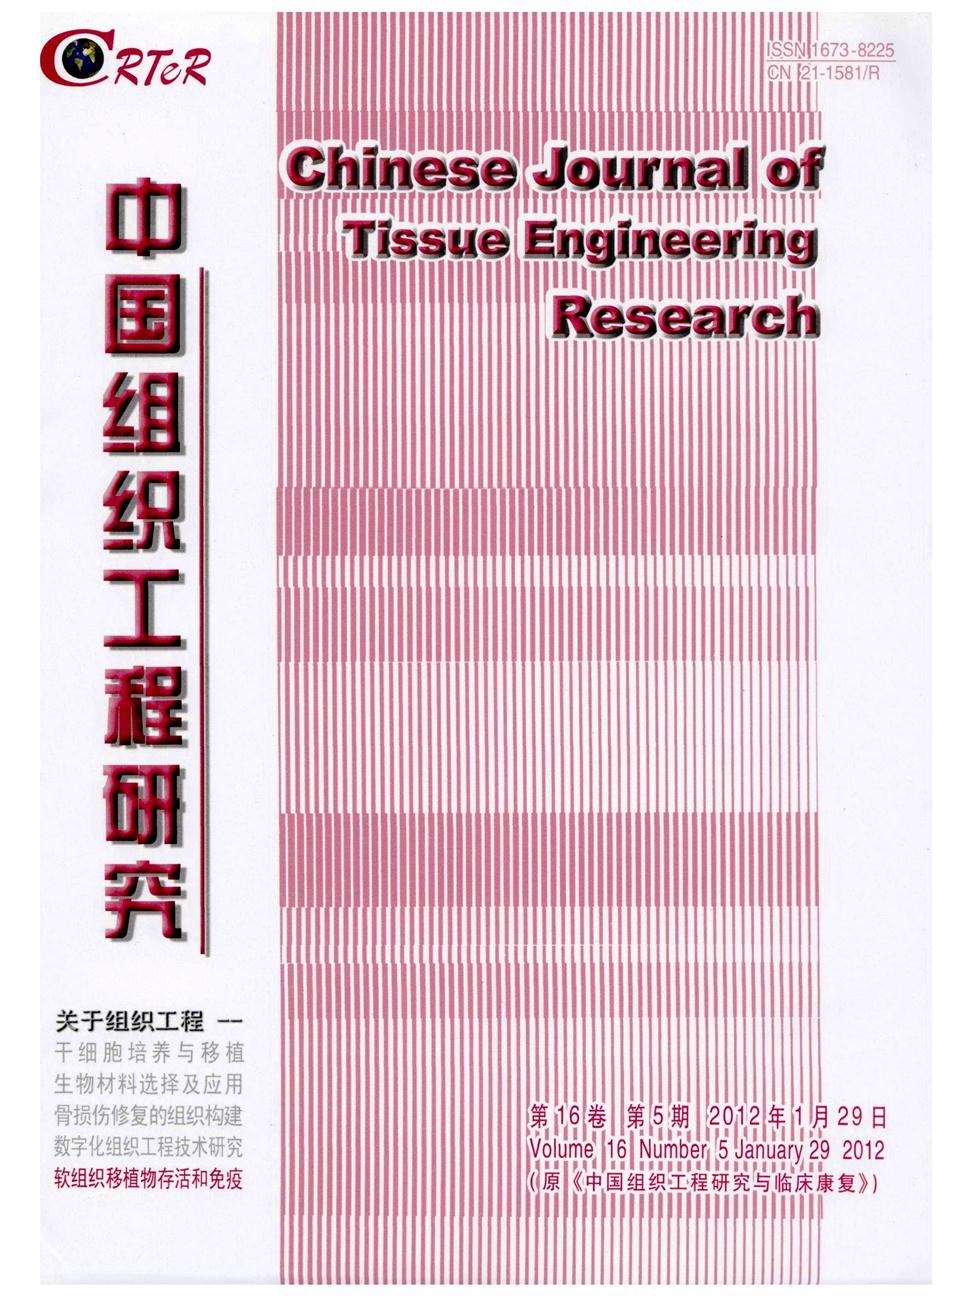 CRTER
ISSN 1673-8225
CN 21-1581/R
Chinese Journal of
Tissue Engineering
Research
中国组织工程研究
关于组织工程 --
干细胞培养与移植
生物材料选择及应用
骨损伤修复的组织构建
数字化组织工程技术研究
软组织移植物存活和免疫
第16卷 第5期 2012年1月29日
Volume 16 Number 5 January 29 2012
(原《中国组织工程研究与临床康复》)